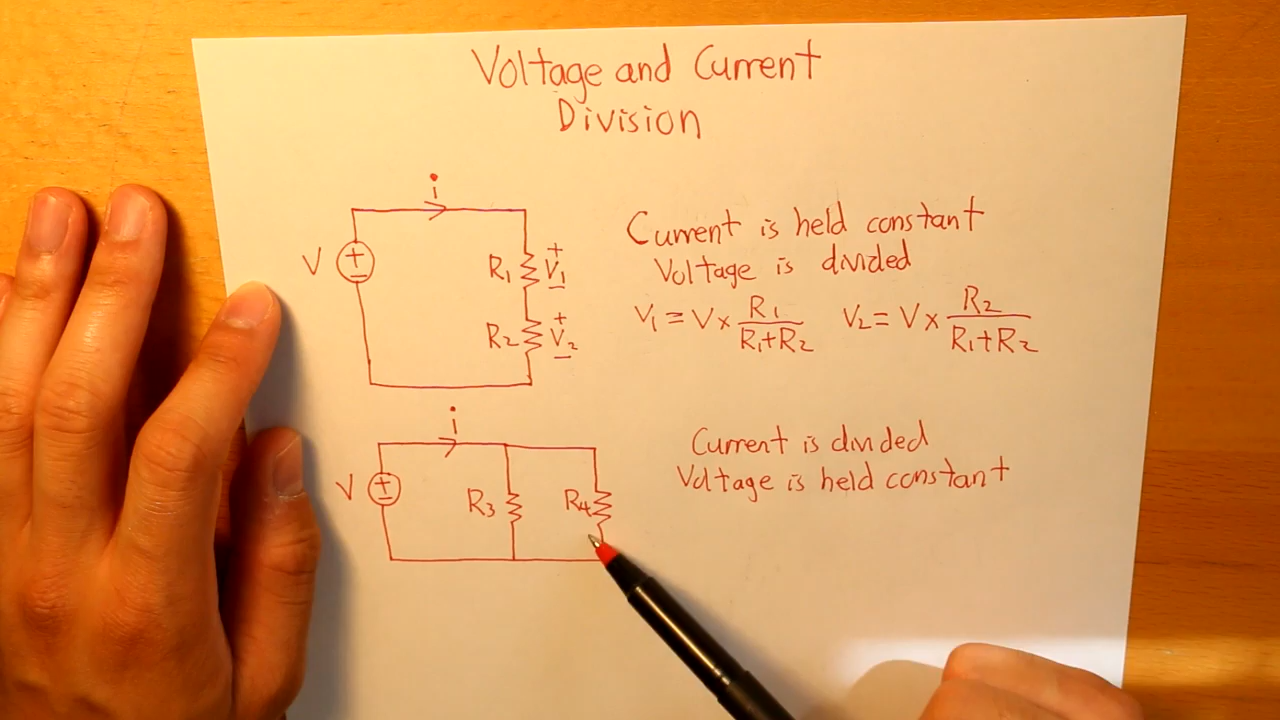 Voltage and Current
Division
i
V
+
-
R1
+
V1
-
R2
+
V2
-
Current is held constant
Voltage is divided
V1 = V x R1 / R1+R2
V2 = V x R2 / R1+R2
i
V
+
-
R3
R4
Current is divided
Voltage is held constant